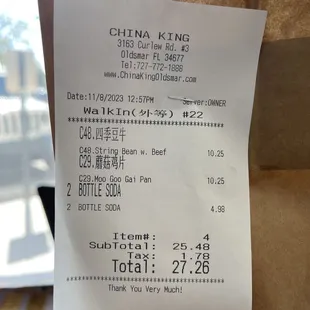 CHINA KING
3163 Curlew Rd. #3
Oldsmar FL 34677
Tel:727-772-1888
www.ChinaKingOldsmar.com
Date:11/8/2023 12:57PM Server:OWNER
WalkIn(外等) #22
C48.四季豆牛
C48.String Bean w. Beef 10.25
C29.蘑菇鸡片
C29.Moo Goo Gai Pan 10.25
2 BOTTLE SODA
2 BOTTLE SODA 4.98
Item#: 4
SubTotal: 25.48
Tax: 1.78
Total: 27.26
Thank You Very Much!